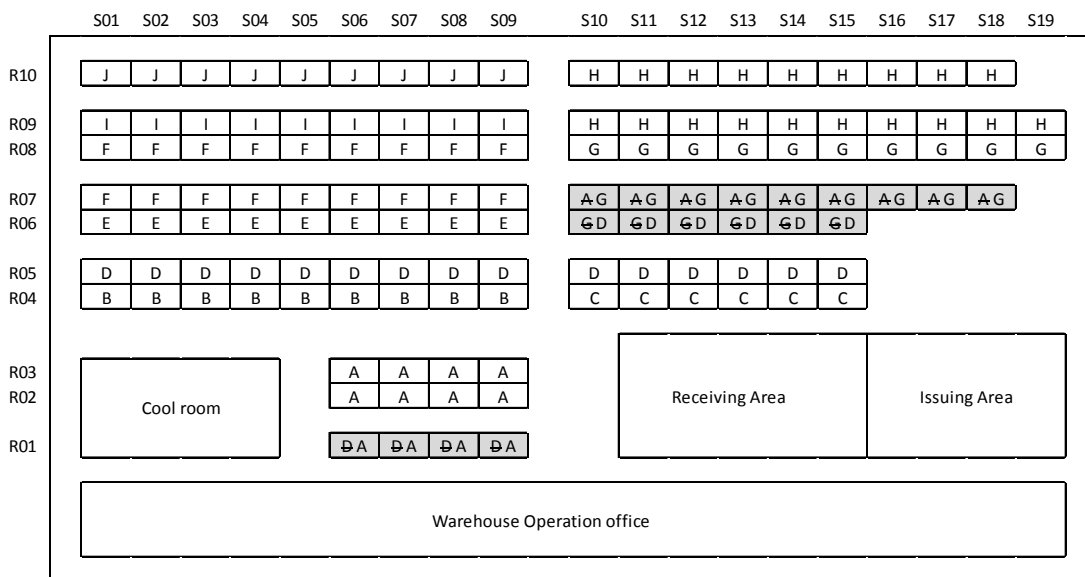 S01 S02 S03 S04 S05 S06 S07 S08 S09 S10 S11 S12 S13 S14 S15 S16 S17 S18 S19
R10 J J J J J J J J J H H H H H H H H H
R09 I I I I I I I I I H H H H H H H H H H
R08 F F F F F F F F F G G G G G G G G G G
R07 F F F F F F F F F A G A G A G A G A G A G A G A G A G
R06 E E E E E E E E E G D G D G D G D G D G D
R05 D D D D D D D D D D D D D D D
R04 B B B B B B B B B C C C C C C
R03 A A A A
R02 A A A A
Cool room Receiving Area Issuing Area
R01 D A D A D A D A
Warehouse Operation office